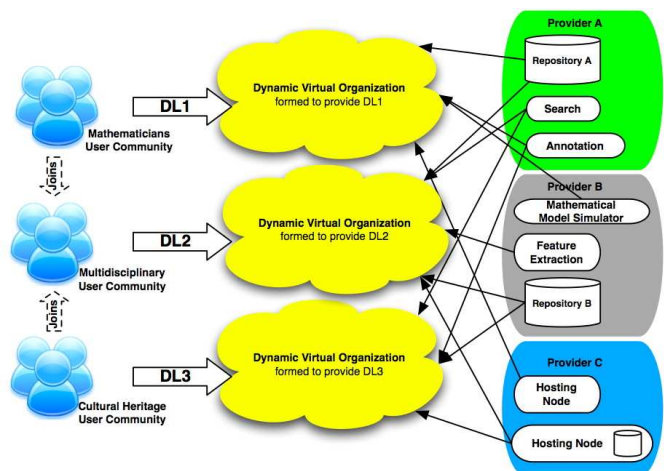 Provider A
Repository A
Search
Annotation
Dynamic Virtual Organization
formed to provide DL1
DL1
Mathematicians
User Community
Joins
Provider B
Mathematical
Model Simulator
Feature
Extraction
Repository B
Dynamic Virtual Organization
formed to provide DL2
DL2
Multidisciplinary
User Community
Joins
Provider C
Hosting
Node
Hosting Node
Dynamic Virtual Organization
formed to provide DL3
DL3
Cultural Heritage
User Community